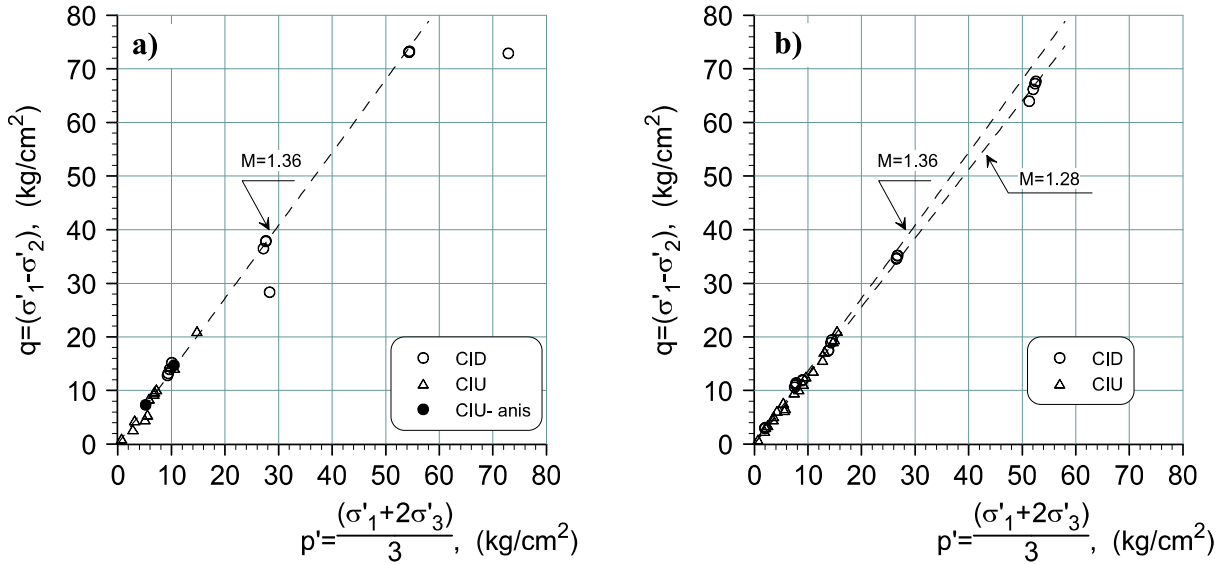 a)
80
70
60
50
40
30
20
10
0
q=(σ'1-σ'2), (kg/cm2)
M=1.36
CID
CIU
CIU- anis
0 10 20 30 40 50 60 70 80
p'=(σ'1+2σ'3)/3, (kg/cm2)
b)
80
70
60
50
40
30
20
10
0
q=(σ'1-σ'2), (kg/cm2)
M=1.36
M=1.28
CID
CIU
0 10 20 30 40 50 60 70 80
p'=(σ'1+2σ'3)/3, (kg/cm2)